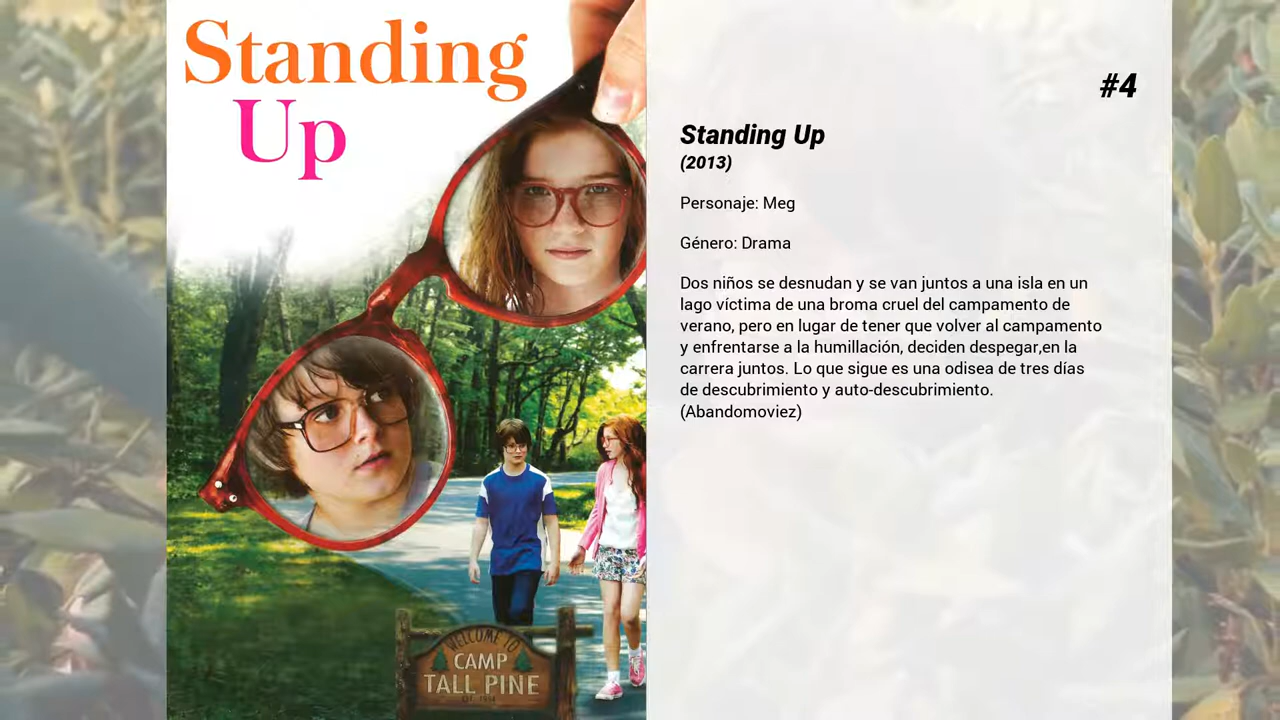 Standing
Up
#4
Standing Up
(2013)
Personaje: Meg
Género: Drama
Dos niños se desnudan y se van juntos a una isla en un
lago víctima de una broma cruel del campamento de
verano, pero en lugar de tener que volver al campamento
y enfrentarse a la humillación, deciden despegar,en la
carrera juntos. Lo que sigue es una odisea de tres días
de descubrimiento y auto-descubrimiento.
(Abandomoviez)
WELCOME TO
CAMP
TALL PINE